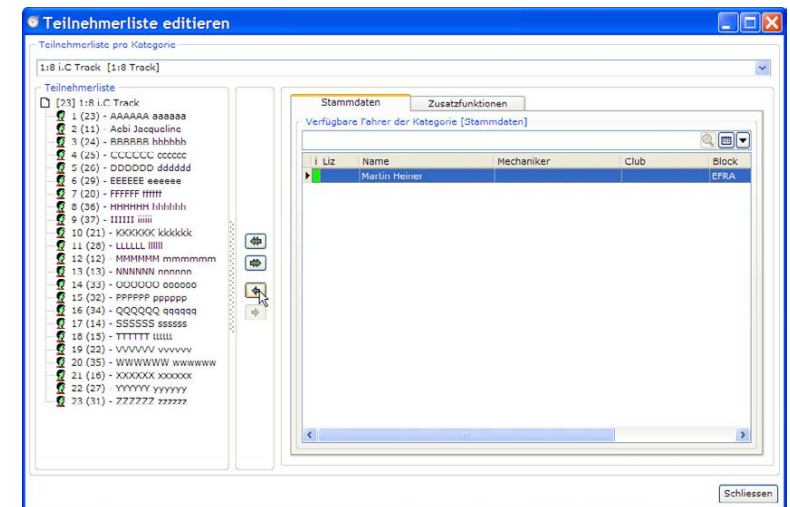 Teilnehmerliste editieren
Teilnehmerliste pro Kategorie
1:8 i.C Track [1:8 Track]
Teilnehmerliste
[23] 1:8 i.C Track
1 (23) - AAAAAA aaaaaa
2 (11) - Aebi Jacqueline
3 (24) - BBBBBB bbbbbb
4 (25) - CCCCCC cccccc
5 (26) - DDDDDD dddddd
6 (29) - EEEEEE eeeeee
7 (20) - FFFFFF ffffff
8 (36) - HHHHHH hhhhhh
9 (37) - IIIIII iiiiii
10 (21) - KKKKKK kkkkkk
11 (28) - LLLLLL llllll
12 (12) - MMMMMM mmmmmm
13 (13) - NNNNNN nnnnnn
14 (33) - OOOOOO oooooo
15 (32) - PPPPPP pppppp
16 (34) - QQQQQQ qqqqqq
17 (14) - SSSSSS ssssss
18 (15) - TTTTTT tttttt
19 (22) - VVVVVV vvvvvv
20 (35) - WWWWWW wwwwww
21 (16) - XXXXXX xxxxxx
22 (27) - YYYYYY yyyyyy
23 (31) - ZZZZZZ zzzzzz
Stammdaten Zusatzfunktionen
Verfügbare Fahrer der Kategorie [Stammdaten]
i Liz Name Mechaniker Club Block
Martin Heiner EFRA
Schliessen